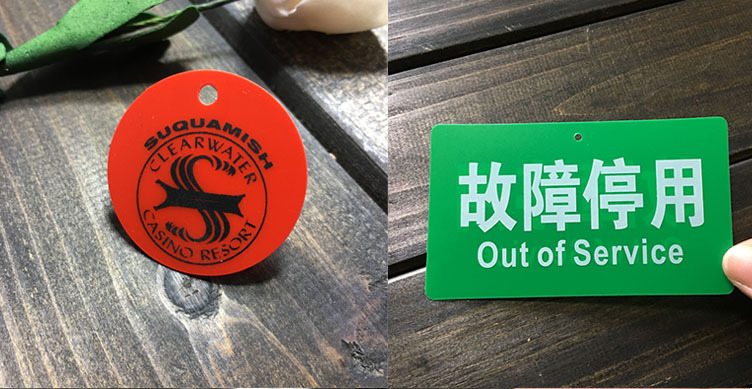 SUQUAMISH
CLEARWATER
CASINO RESORT
故障停用
Out of Service